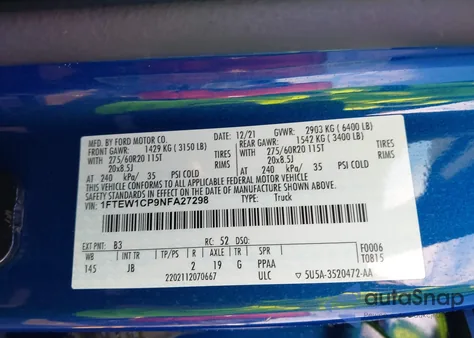 MFD. BY FORD MOTOR CO.
12/21 GVWR: 2903 KG (6400 LB)
FRONT GAWR: 1429 KG (3150 LB) REAR GAWR: 1542 KG (3400 LB)
WITH 275/60R20 115T TIRES WITH 275/60R20 115T TIRES
20x8.5J RIMS 20x8.5J RIMS
AT 240 kPa/ 35 PSI COLD AT 240 kPa/ 35 PSI COLD
THIS VEHICLE CONFORMS TO ALL APPLICABLE FEDERAL MOTOR VEHICLE
SAFETY STANDARDS IN EFFECT ON THE DATE OF MANUFACTURE SHOWN ABOVE.
VIN: 1FTEW1CP9NFA27298 TYPE: Truck
EXT PNT: B3 RC: 52 DSO: F0006
WB INT TR TP/PS R AXLE TR SPR T0815
145 JB 2 19 G PPAA
2202112070667 ULC ▽ 5U5A-3520472-AA
autoSnap